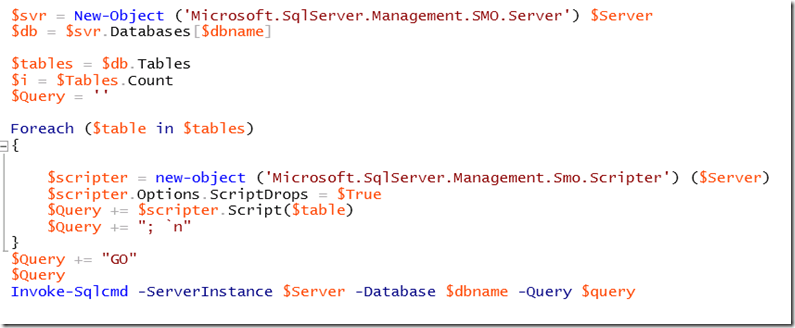 $svr = New-Object ('Microsoft.SqlServer.Management.SMO.Server') $Server
$db = $svr.Databases[$dbname]
$tables = $db.Tables
$i = $Tables.Count
$Query = ''
Foreach ($table in $tables)
{
$scripter = new-object ('Microsoft.SqlServer.Management.Smo.Scripter') ($Server)
$scripter.Options.ScriptDrops = $True
$Query += $scripter.Script($table)
$Query += "; `n"
}
$Query += "GO"
$Query
Invoke-Sqlcmd -ServerInstance $Server -Database $dbname -Query $query